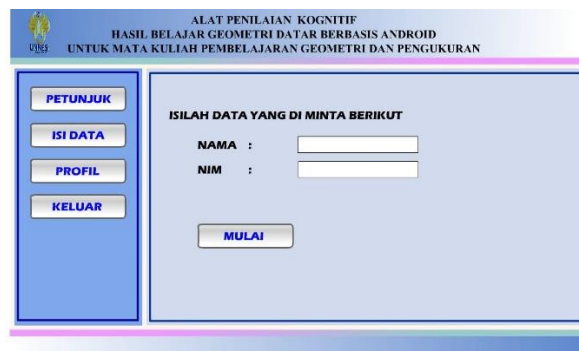 ALAT PENILAIAN KOGNITIF
HASIL BELAJAR GEOMETRI DATAR BERBASIS ANDROID
UNTUK MATA KULIAH PEMBELAJARAN GEOMETRI DAN PENGUKURAN
PETUNJUK
ISI DATA
PROFIL
KELUAR
ISILAH DATA YANG DI MINTA BERIKUT
NAMA :
NIM :
MULAI